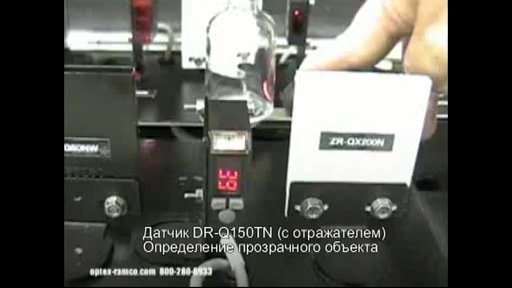 ZR-QX200N
Датчик DR-Q150TN (с отражателем)
Определение прозрачного объекта
optex-ramco.com 800-280-6933